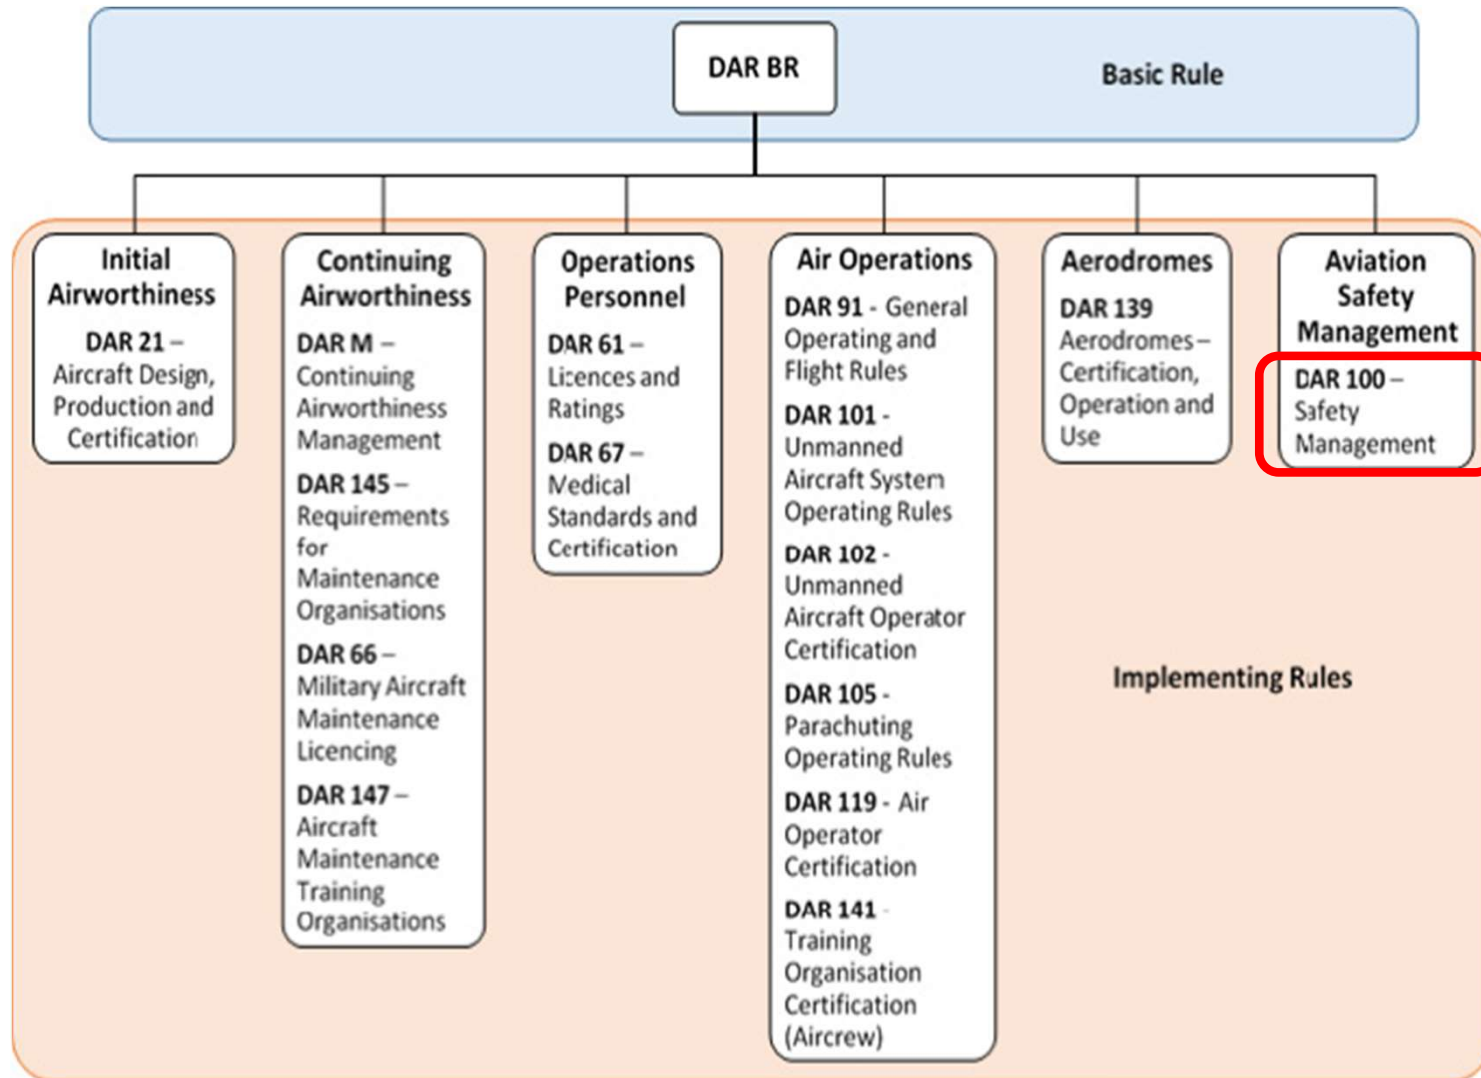 DAR BR
Basic Rule
Initial
Airworthiness
DAR 21 –
Aircraft Design,
Production and
Certification
Continuing
Airworthiness
DAR M –
Continuing
Airworthiness
Management
DAR 145 –
Requirements
for
Maintenance
Organisations
DAR 66 –
Military Aircraft
Maintenance
Licencing
DAR 147 –
Aircraft
Maintenance
Training
Organisations
Operations
Personnel
DAR 61 –
Licences and
Ratings
DAR 67 –
Medical
Standards and
Certification
Air Operations
DAR 91 - General
Operating and
Flight Rules
DAR 101 -
Unmanned
Aircraft System
Operating Rules
DAR 102 -
Unmanned
Aircraft Operator
Certification
DAR 105 -
Parachuting
Operating Rules
DAR 119 - Air
Operator
Certification
DAR 141 -
Training
Organisation
Certification
(Aircrew)
Aerodromes
DAR 139
Aerodromes –
Certification,
Operation and
Use
Aviation
Safety
Management
DAR 100 –
Safety
Management
Implementing Rules